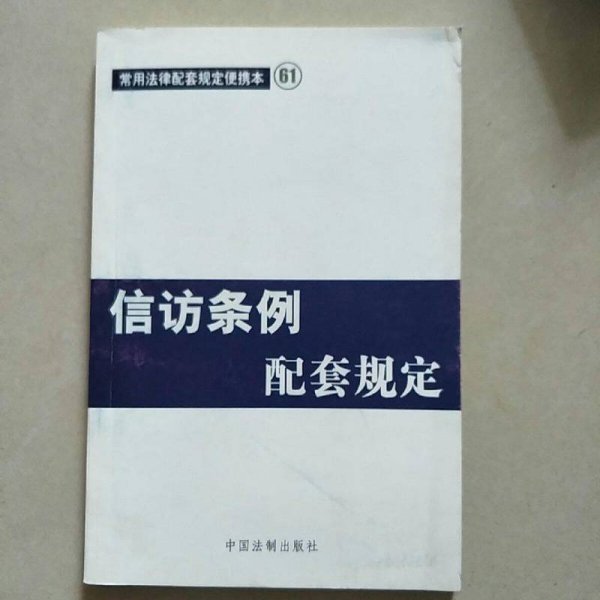 常用法律配套规定便携本 61
信访条例
配套规定
中国法制出版社